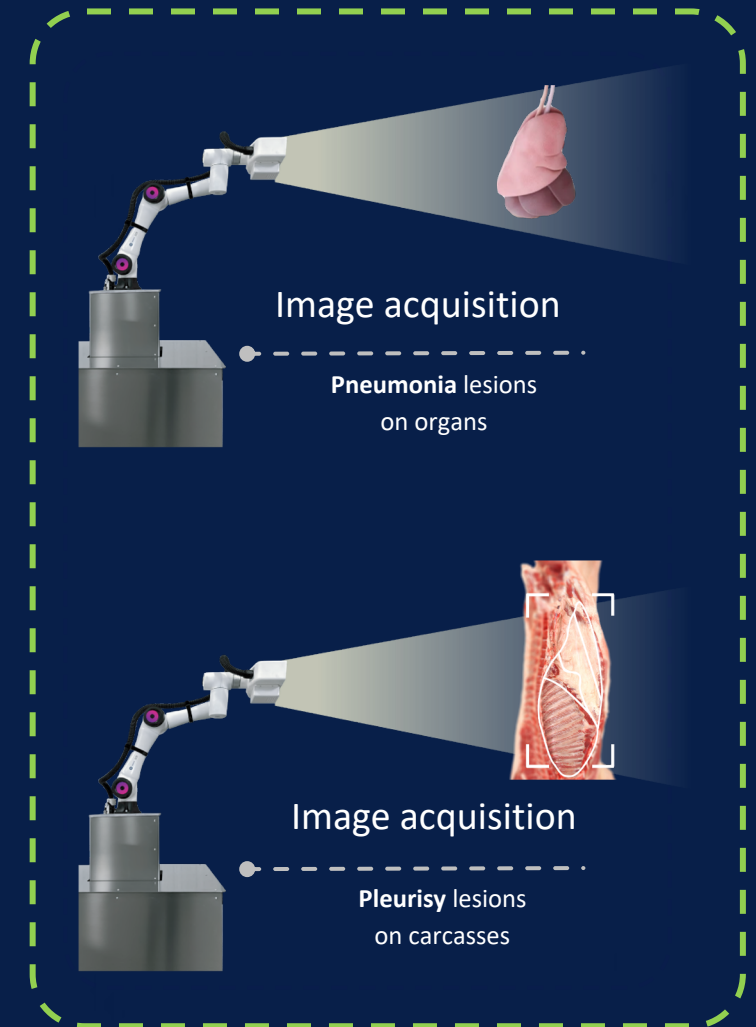 Image acquisition
Pneumonia lesions
on organs
Image acquisition
Pleurisy lesions
on carcasses